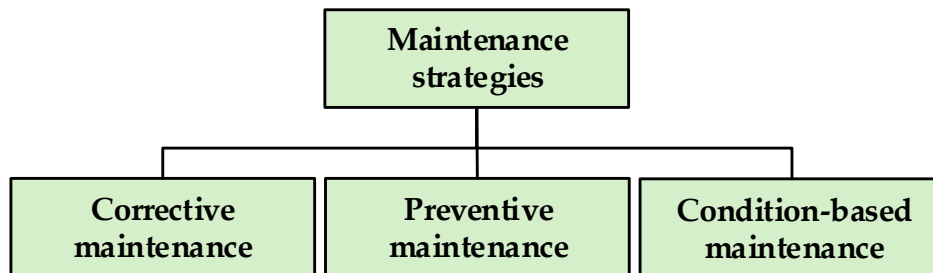 Maintenance
strategies
Corrective
maintenance
Preventive
maintenance
Condition-based
maintenance